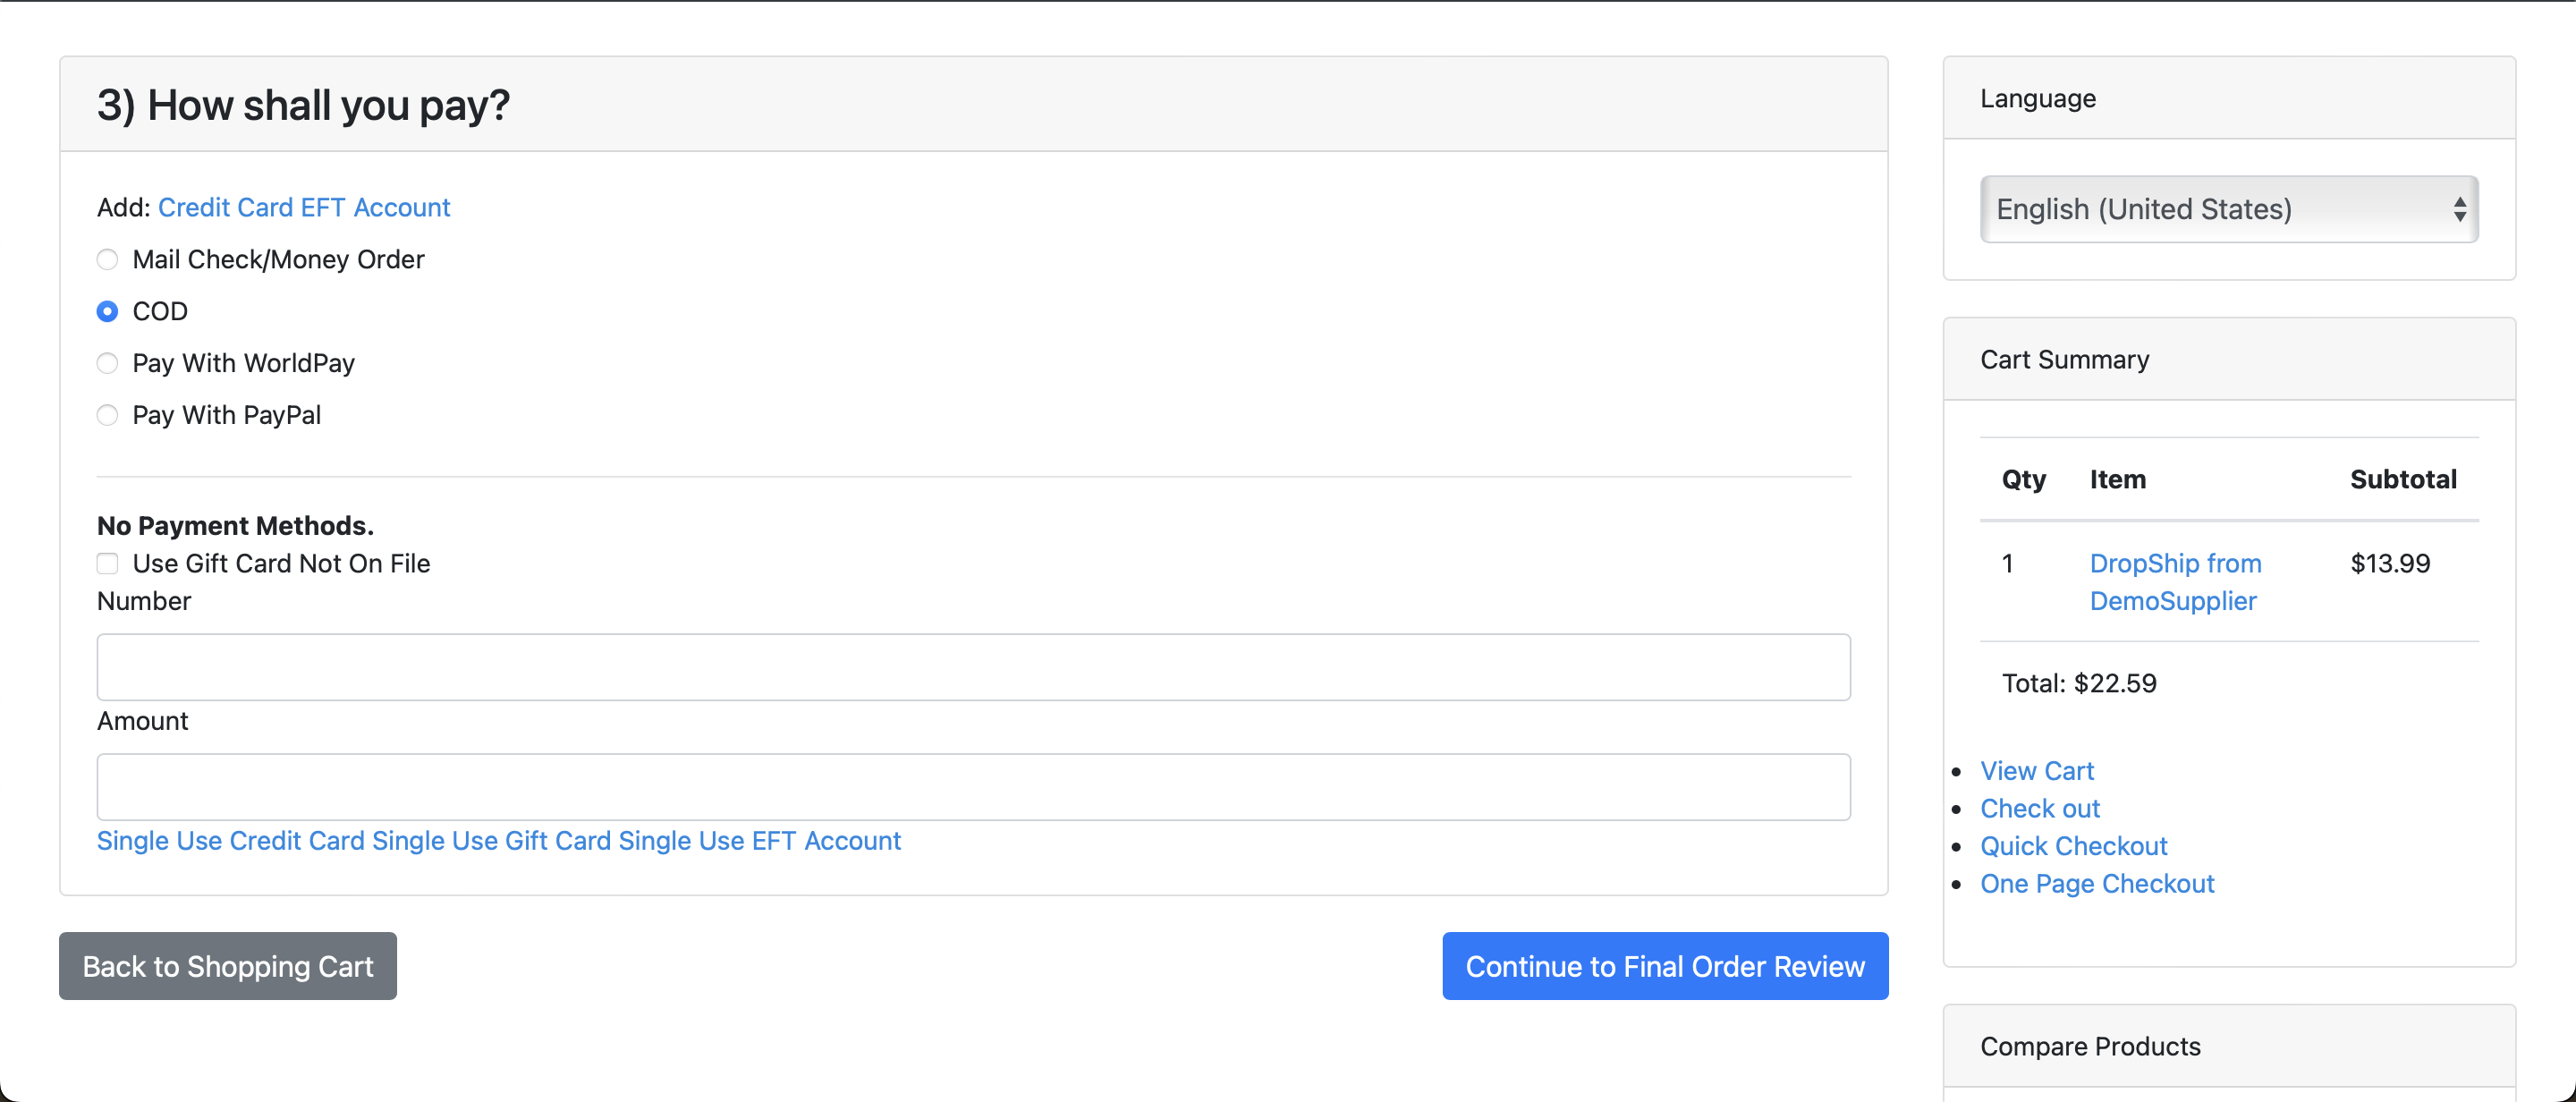 3) How shall you pay?
Add: Credit Card EFT Account
Mail Check/Money Order
COD
Pay With WorldPay
Pay With PayPal
No Payment Methods.
Use Gift Card Not On File
Number
Amount
Single Use Credit Card Single Use Gift Card Single Use EFT Account
Back to Shopping Cart
Continue to Final Order Review
Language
English (United States)
Cart Summary
Qty Item Subtotal
1 DropShip from $13.99
DemoSupplier
Total: $22.59
View Cart
Check out
Quick Checkout
One Page Checkout
Compare Products